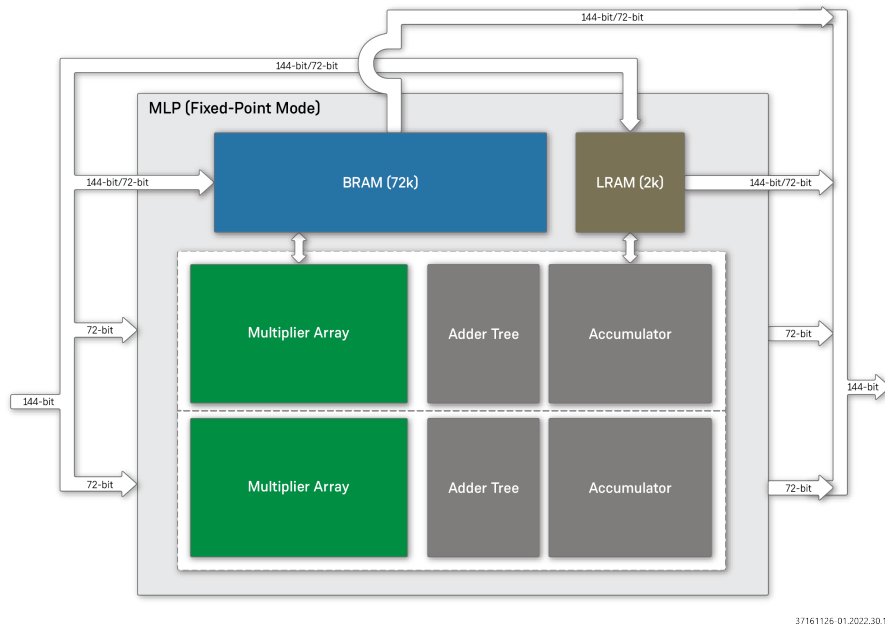 144-bit/72-bit
144-bit/72-bit
MLP (Fixed-Point Mode)
144-bit/72-bit
BRAM (72k)
LRAM (2k)
144-bit/72-bit
72-bit
Multiplier Array
Adder Tree
Accumulator
72-bit
144-bit
144-bit
72-bit
Multiplier Array
Adder Tree
Accumulator
72-bit
37161126-01.2022.30.1